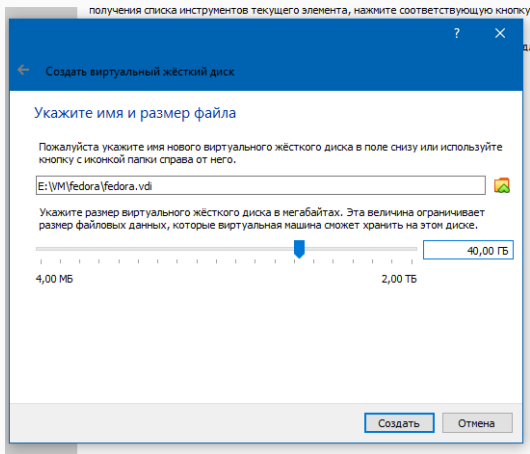 получения списка инструментов текущего элемента, нажмите соответствующую кнопку
?
Создать виртуальный жёсткий диск
Укажите имя и размер файла
Пожалуйста укажите имя нового виртуального жёсткого диска в поле снизу или используйте
кнопку с иконкой папки справа от него.
E:\VM\fedora\fedora.vdi
Укажите размер виртуального жёсткого диска в мегабайтах. Эта величина ограничивает
размер файловых данных, которые виртуальная машина сможет хранить на этом диске.
40,00 ГБ
4,00 МБ 2,00 ТБ
Создать Отмена